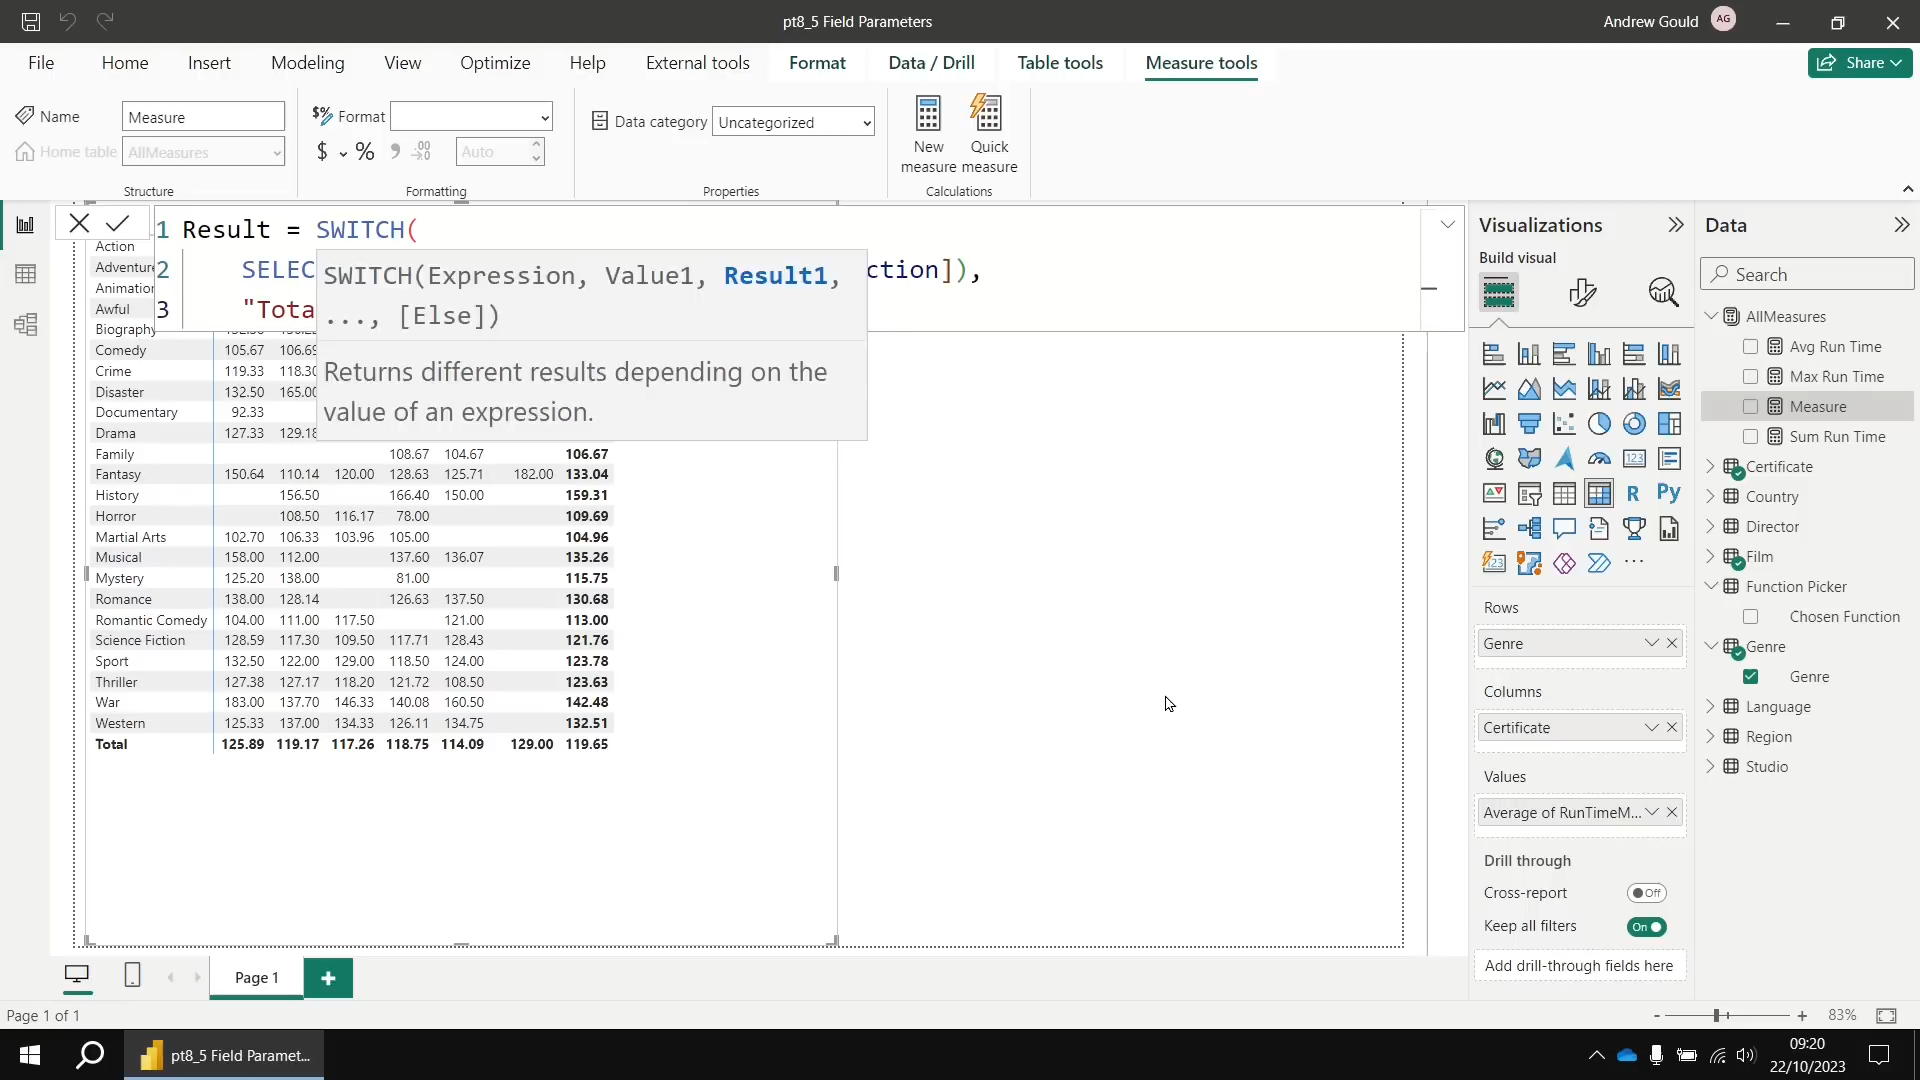 pt8_5 Field Parameters
Andrew Gould
AG
File
Home
Insert
Modeling
View
Optimize
Help
External tools
Format
Data / Drill
Table tools
Measure tools
Share
Name
Measure
Home table
AllMeasures
Structure
Format
$
%
Auto
Formatting
Data category
Uncategorized
Properties
New
measure
Quick
measure
Calculations
1 Result = SWITCH(
2 SELEC
ction]),
3 "Tota
SWITCH(Expression, Value1, Result1,
..., [Else])
Returns different results depending on the
value of an expression.
Action
Adventure
Animation
Awful
Biography
Comedy 105.67 106.69
Crime 119.33 118.30
Disaster 132.50 165.00
Documentary 92.33
Drama 127.33 129.18
Family 108.67 104.67 106.67
Fantasy 150.64 110.14 120.00 128.63 125.71 182.00 133.04
History 156.50 166.40 150.00 159.31
Horror 108.50 116.17 78.00 109.69
Martial Arts 102.70 106.33 103.96 105.00 104.96
Musical 158.00 112.00 137.60 136.07 135.26
Mystery 125.20 138.00 81.00 115.75
Romance 138.00 128.14 126.63 137.50 130.68
Romantic Comedy 104.00 111.00 117.50 121.00 113.00
Science Fiction 128.59 117.30 109.50 117.71 128.43 121.76
Sport 132.50 122.00 129.00 118.50 124.00 123.78
Thriller 127.38 127.17 118.20 121.72 108.50 123.63
War 183.00 137.70 146.33 140.08 160.50 142.48
Western 125.33 137.00 134.33 126.11 134.75 132.51
Total 125.89 119.17 117.26 118.75 114.09 129.00 119.65
Visualizations
Build visual
123
R
Py
123
Rows
Genre
Columns
Certificate
Values
Average of RunTimeM...
Drill through
Cross-report
Off
Keep all filters
On
Add drill-through fields here
Data
Search
AllMeasures
Avg Run Time
Max Run Time
Measure
Sum Run Time
Certificate
Country
Director
Film
Function Picker
Chosen Function
Genre
Genre
Language
Region
Studio
Page 1
Page 1 of 1
83%
pt8_5 Field Paramet...
09:20
22/10/2023